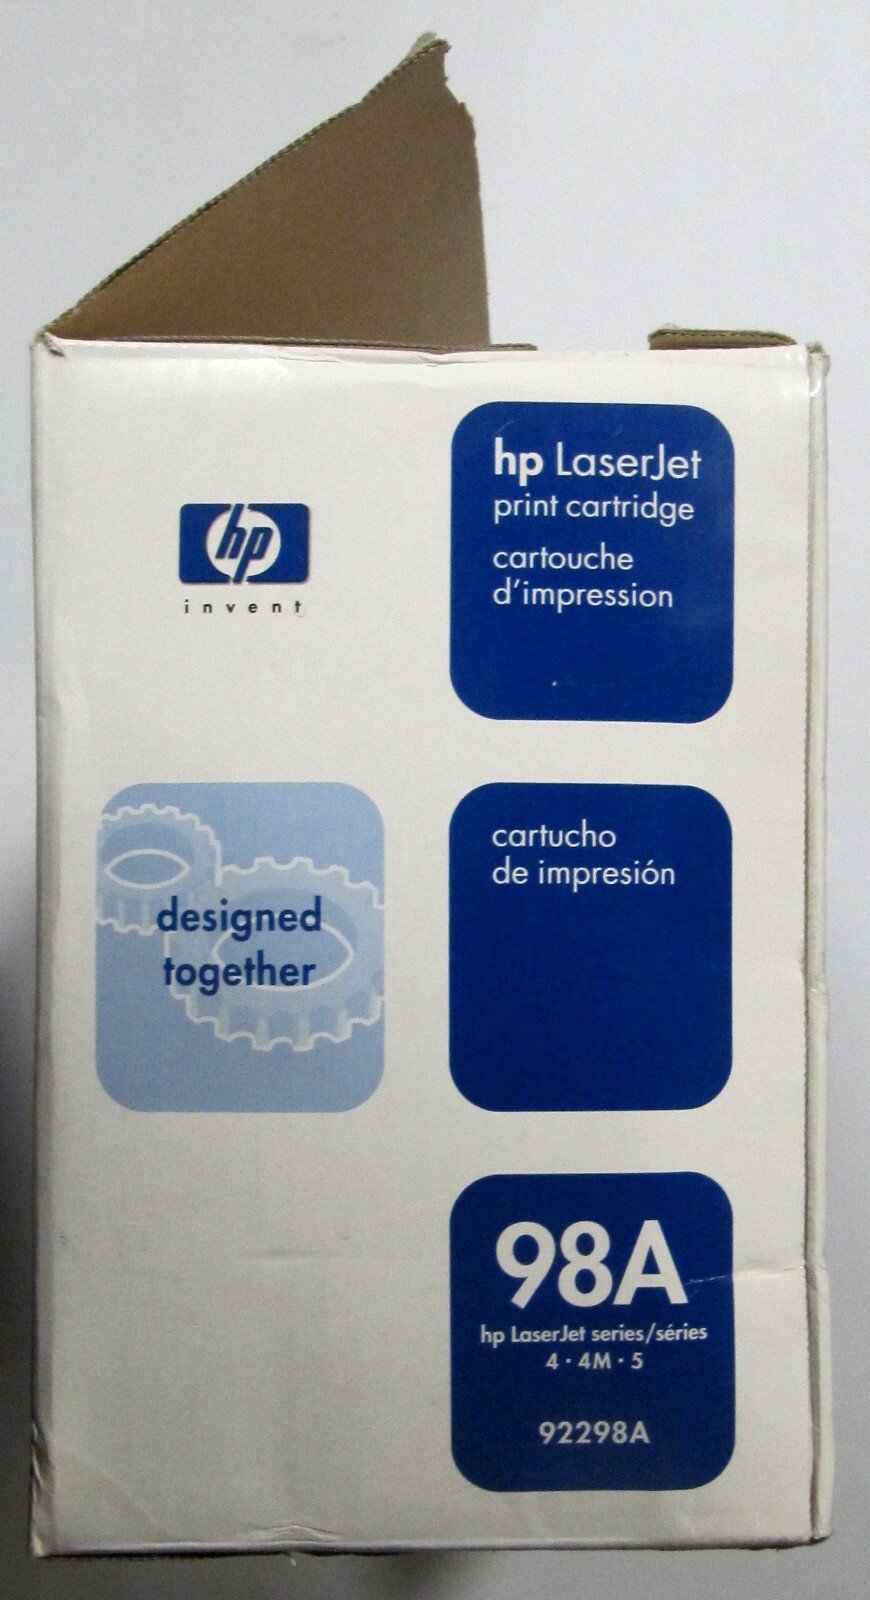 hp
invent
hp LaserJet
print cartridge
cartouche
d'impression
designed
together
cartucho
de impresión
98A
hp LaserJet series/séries
4 · 4M · 5
92298A